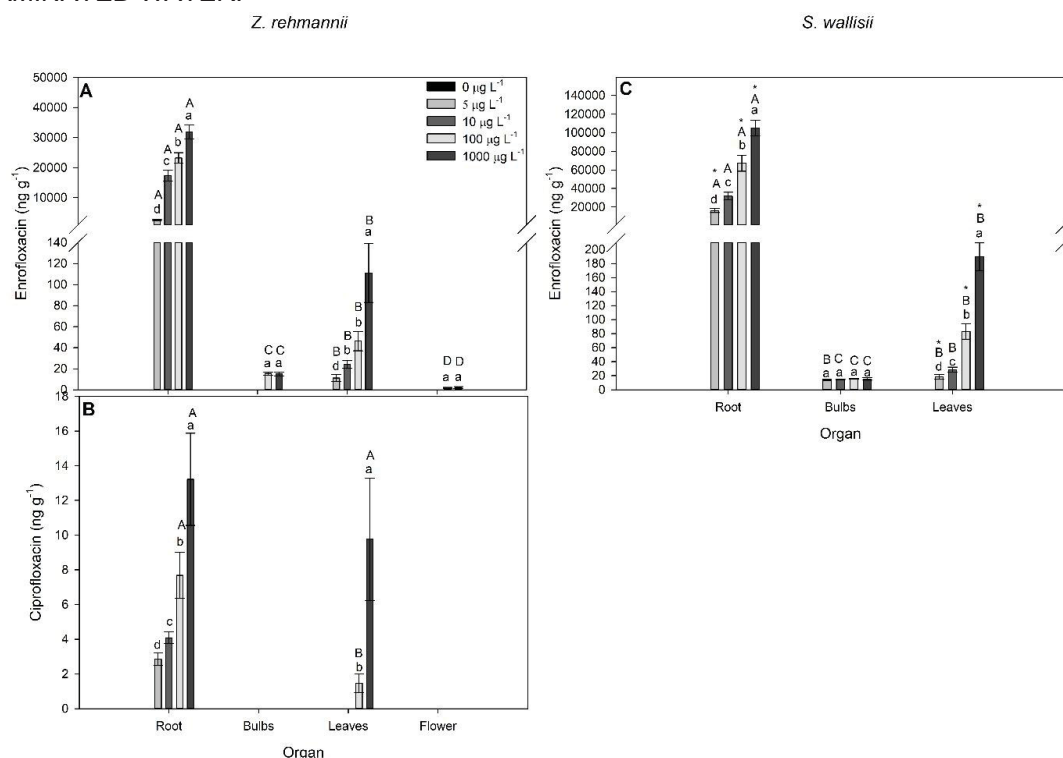 Z. rehmannii
S. wallisii
A
0 µg L-1
5 µg L-1
10 µg L-1
100 µg L-1
1000 µg L-1
Enrofloxacin (ng g-1)
50000
40000
30000
20000
10000
140
120
100
80
60
40
20
0
A
d
A
c
A
b
A
a
C
a
C
a
B
d
B
b
B
b
B
a
D
a
D
a
B
Ciprofloxacin (ng g-1)
18
16
14
12
10
8
6
4
2
0
d
c
A
b
A
a
B
b
A
a
Root Bulbs Leaves Flower
Organ
C
Enrofloxacin (ng g-1)
140000
120000
100000
80000
60000
40000
20000
200
180
160
140
120
100
80
60
40
20
0
*
A
d
A
c
*
A
b
*
A
a
B
a
C
a
C
a
C
a
*
B
d
B
c
*
B
b
*
B
a
Root Bulbs Leaves
Organ